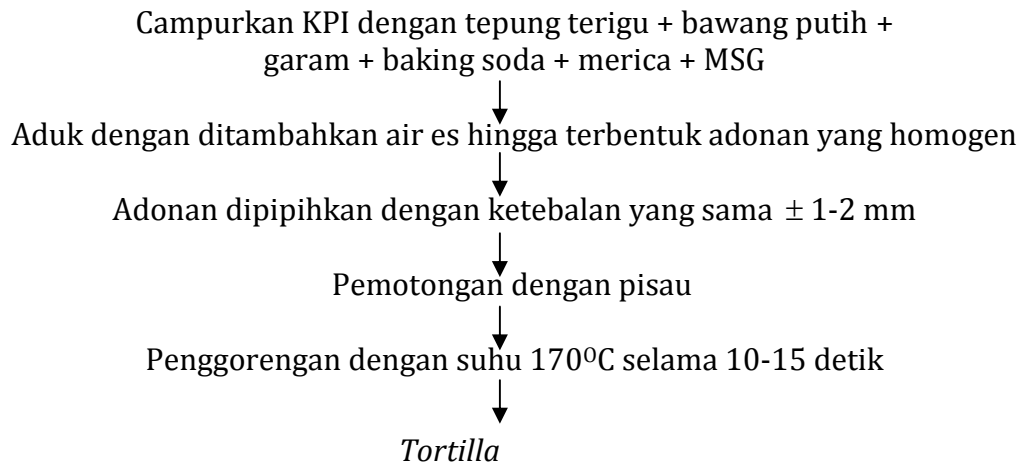 Campurkan KPI dengan tepung terigu + bawang putih +
garam + baking soda + merica + MSG
Aduk dengan ditambahkan air es hingga terbentuk adonan yang homogen
Adonan dipipihkan dengan ketebalan yang sama ± 1-2 mm
Pemotongan dengan pisau
Penggorengan dengan suhu 170⁰C selama 10-15 detik
Tortilla